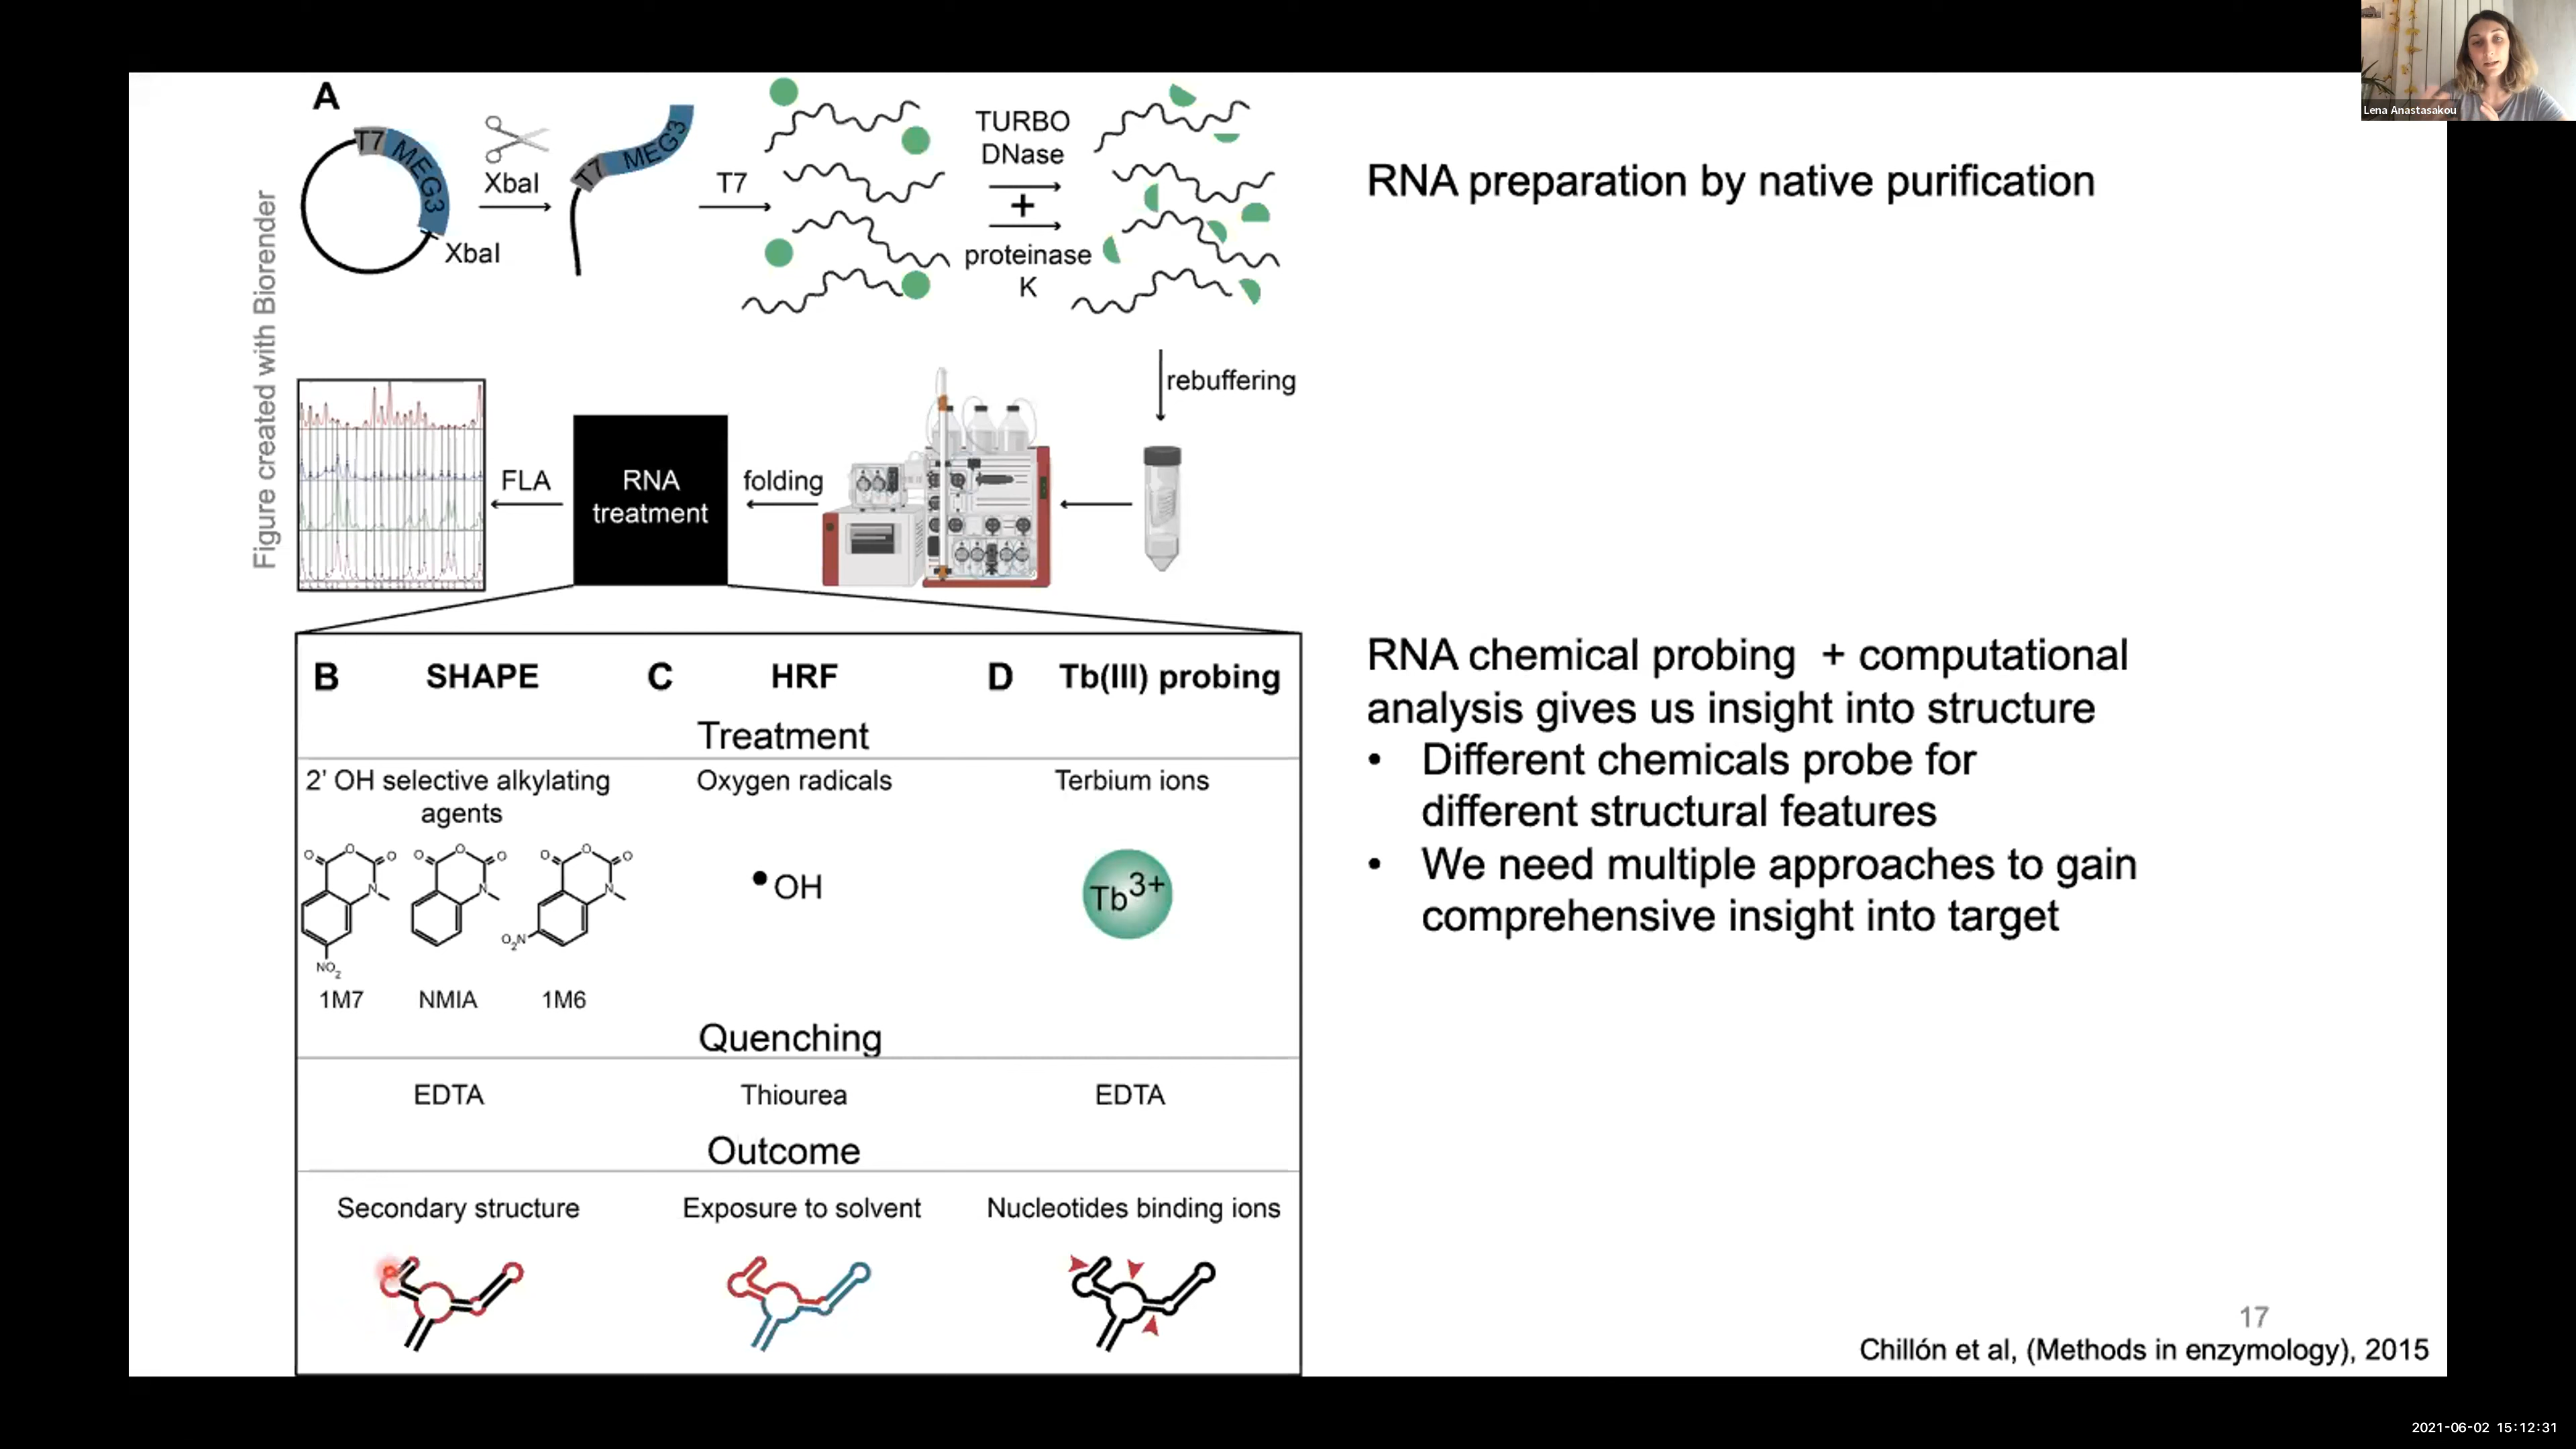 Lena Anastasakou
A
T7
MEG3
XbaI
XbaI
T7
MEG3
T7
TURBO
DNase
+
proteinase
K
RNA preparation by native purification
Figure created with Biorender
rebuffering
FLA
RNA
treatment
folding
B SHAPE C HRF D Tb(III) probing
Treatment
2' OH selective alkylating
agents
Oxygen radicals
Terbium ions
O O O
N
NO2
O O O
N
O O O
N
O2N
•OH
Tb3+
1M7 NMIA 1M6
Quenching
EDTA Thiourea EDTA
Outcome
Secondary structure Exposure to solvent Nucleotides binding ions
RNA chemical probing + computational
analysis gives us insight into structure
• Different chemicals probe for
different structural features
• We need multiple approaches to gain
comprehensive insight into target
17
Chillón et al, (Methods in enzymology), 2015
2021-06-02 15:12:31